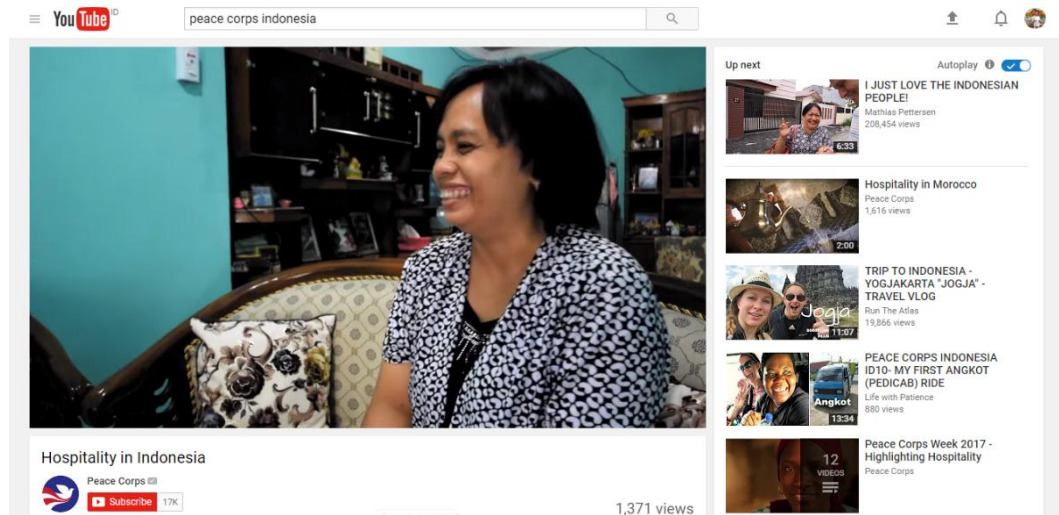 YouTube ID
peace corps indonesia
Up next
Autoplay
I JUST LOVE THE INDONESIAN
PEOPLE!
Mathias Pettersen
208,454 views
6:33
Hospitality in Morocco
Peace Corps
1,616 views
2:00
TRIP TO INDONESIA -
YOGYAKARTA "JOGJA" -
TRAVEL VLOG
Run The Atlas
19,866 views
Jogja
11:07
PEACE CORPS INDONESIA
ID10- MY FIRST ANGKOT
(PEDICAB) RIDE
Life with Patience
880 views
Angkot
13:34
Peace Corps Week 2017 -
Highlighting Hospitality
Peace Corps
12
VIDEOS
Hospitality in Indonesia
Peace Corps
Subscribe 17K
1,371 views